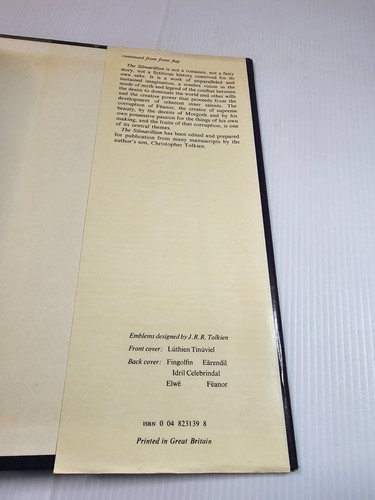 continued from front flap
The Silmarillion is not a romance, not a fairy
story, not a fictitious history contrived for its
own sake. It is a work of unparalleled and
sustained imagination, a sombre vision in the
mode of myth and legend of the conflict between
the desire to dominate the world and other wills
and the creative power that proceeds from the
development of inherent inner talents. The
corruption of Fëanor, the creator of supreme
beauty, by the deceits of Morgoth and by his
own possessive passion for the things of his own
making, and the fruits of that corruption, is one
of its central themes.
The Silmarillion has been edited and prepared
for publication from many manuscripts by the
author's son, Christopher Tolkien.
Emblems designed by J.R.R. Tolkien
Front cover: Lúthien Tinúviel
Back cover: Fingolfin Eärendil
Idril Celebrindal
Elwë Fëanor
ISBN 0 04 823139 8
Printed in Great Britain